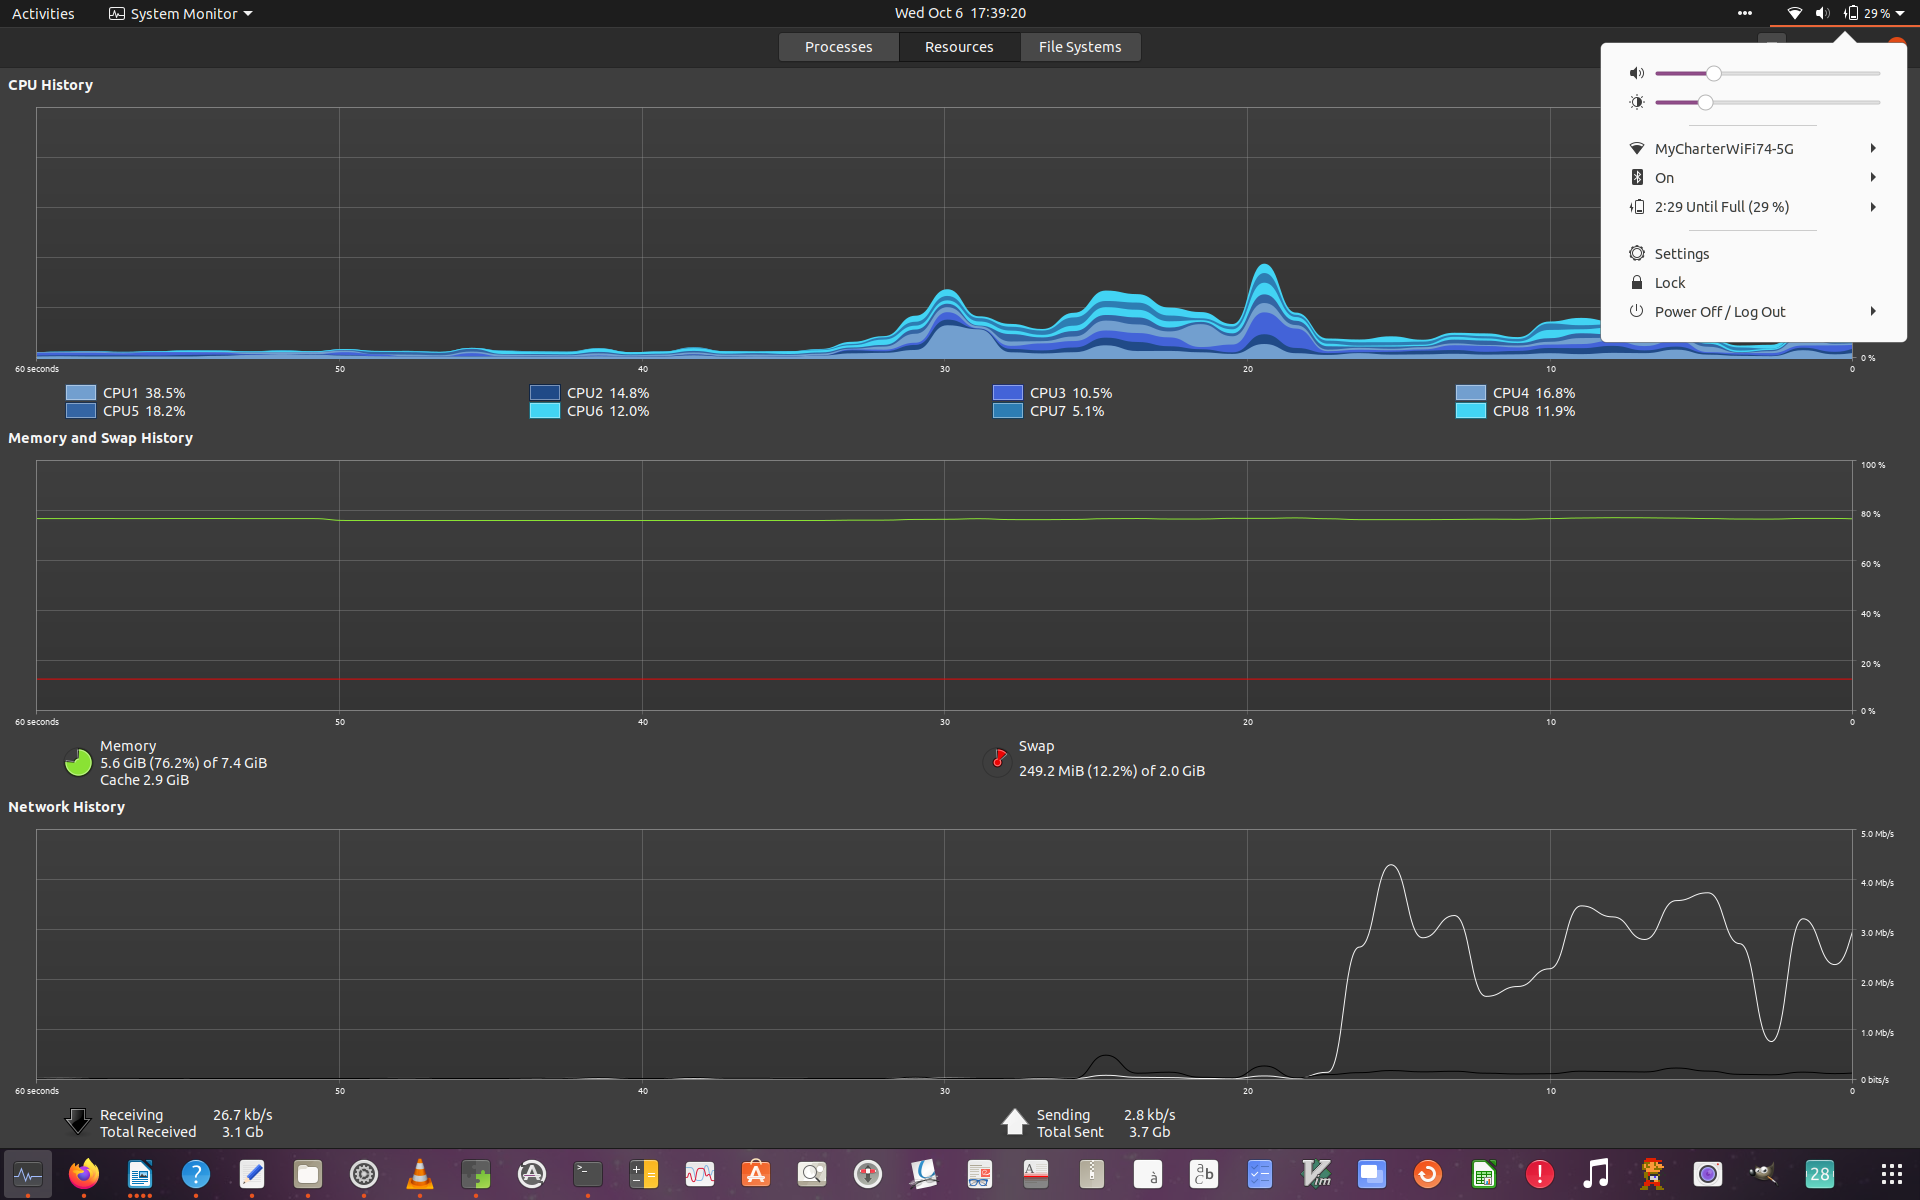 Activities System Monitor Wed Oct 6 17:39:20 29 %
Processes Resources File Systems
CPU History
MyCharterWiFi74-5G
On
2:29 Until Full (29 %)
Settings
Lock
Power Off / Log Out
0 %
60 seconds 50 40 30 20 10 0
CPU1 38.5% CPU2 14.8% CPU3 10.5% CPU4 16.8%
CPU5 18.2% CPU6 12.0% CPU7 5.1% CPU8 11.9%
Memory and Swap History
100 %
80 %
60 %
40 %
20 %
0 %
60 seconds 50 40 30 20 10 0
Memory
5.6 GiB (76.2%) of 7.4 GiB
Cache 2.9 GiB
Swap
249.2 MiB (12.2%) of 2.0 GiB
Network History
5.0 Mb/s
4.0 Mb/s
3.0 Mb/s
2.0 Mb/s
1.0 Mb/s
0 bits/s
60 seconds 50 40 30 20 10 0
Receiving 26.7 kb/s
Total Received 3.1 Gb
Sending 2.8 kb/s
Total Sent 3.7 Gb
28